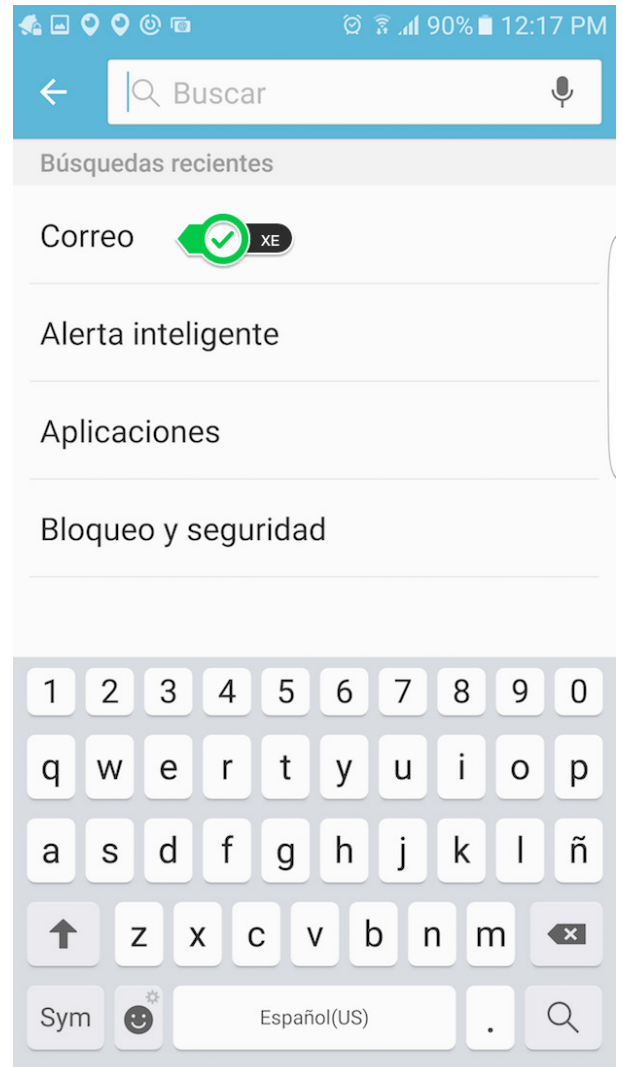 90% 12:17 PM
Buscar
Búsquedas recientes
Correo XE
Alerta inteligente
Aplicaciones
Bloqueo y seguridad
1 2 3 4 5 6 7 8 9 0
q w e r t y u i o p
a s d f g h j k l ñ
z x c v b n m
Sym Español(US) .